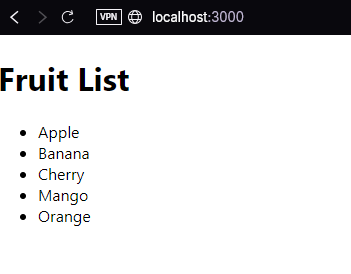 VPN localhost:3000
Fruit List
Apple
Banana
Cherry
Mango
Orange